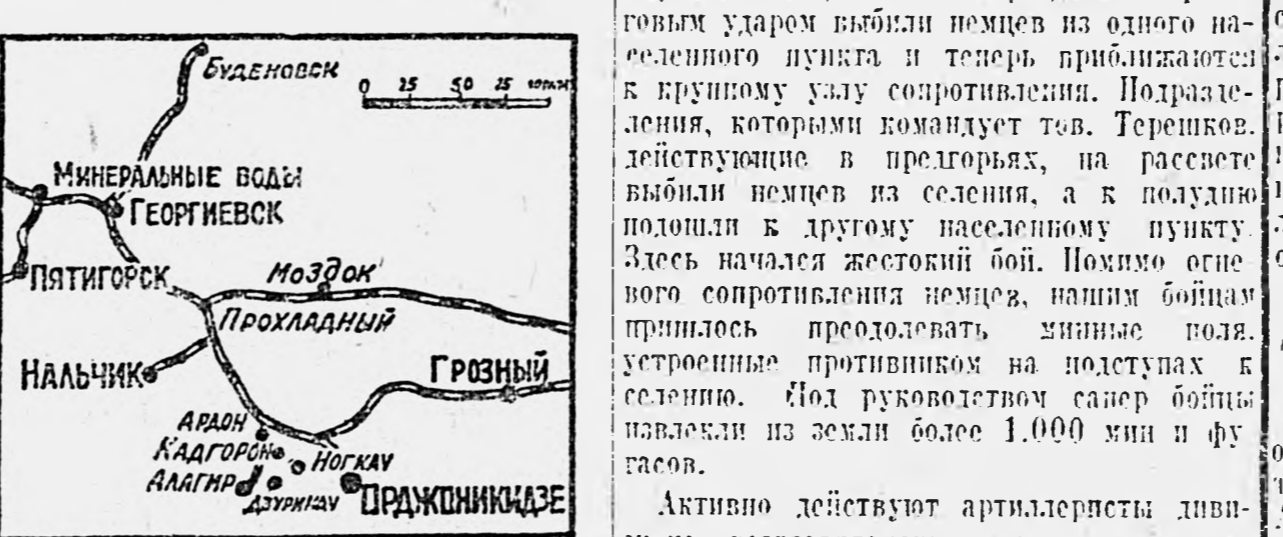 Буденовск
0 25 50 25 100км
Минеральные Воды
Георгиевск
Пятигорск
Моздок
Прохладный
Нальчик
Грозный
Ардон
Кадгорон
Ногкау
Алагир
Дзурикау
Орджоникидзе
говым ударом выбили немцев из одного на-
селенного пункта и теперь приближаются
к крупному узлу сопротивления. Подразде-
ления, которыми командует тов. Терешков.
действующие в предгорьях, на рассвете
выбили немцев из селения, а к полудню
подошли к другому населенному пункту.
Здесь начался жестокий бой. Помимо огне-
вого сопротивления немцев, нашим бойцам
пришлось преодолевать минные поля.
устроенные противником на подступах к
селению. Под руководством сапер бойцы
извлекли из земли более 1.000 мин и фу
гасов.
Активно действуют артиллеристы диви-